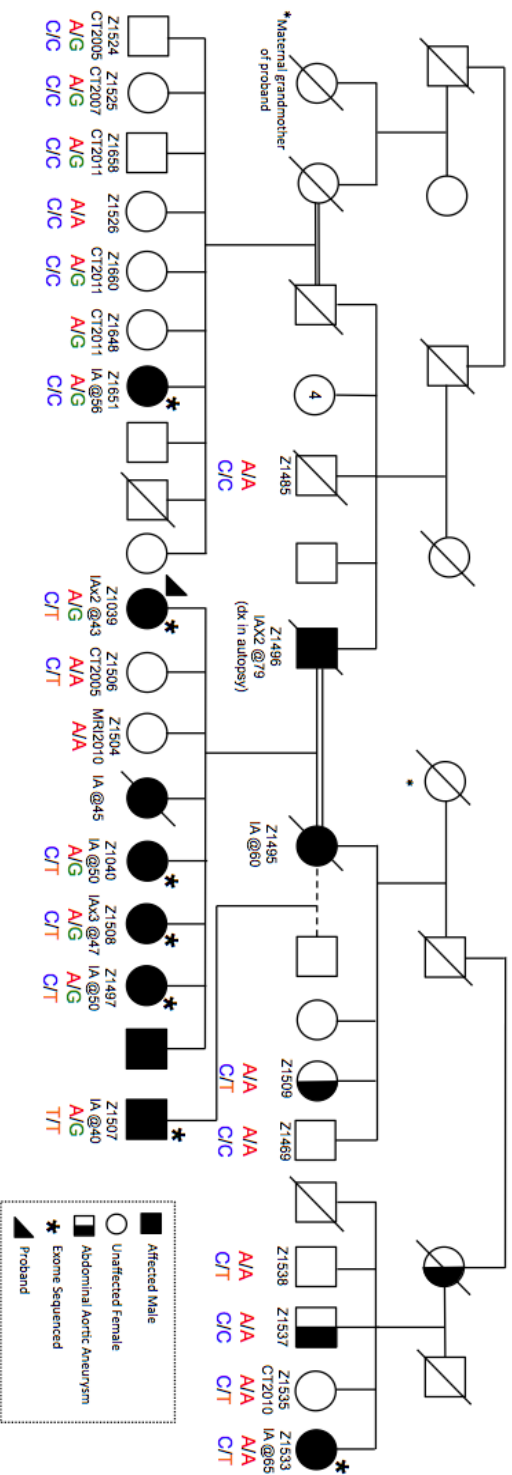 *Maternal grandmother
of proband
4
Z1485
A/A
C/C
Z1496
IAX2 @79
(dx in autopsy)
*
Z1495
IA @60
Z1509
A/A
C/T
Z1469
A/A
C/C
Z1538
A/A
C/T
Z1537
A/A
C/C
Z1535
CT2010
A/A
C/T
Z1533
IA @65
*
A/A
C/T
Z1524
CT2005
A/G
C/C
Z1525
CT2007
A/G
C/C
Z1658
CT2011
A/G
C/C
Z1526
A/A
C/C
Z1660
CT2011
A/G
C/C
Z1648
CT2011
A/G
Z1651
IA @56
*
A/G
C/C
Z1039
IAx2 @43
*
A/G
C/T
Z1506
CT2005
A/A
C/T
Z1504
MRI2010
A/A
IA @45
Z1040
IA @50
*
A/G
C/T
Z1508
IAx3 @47
*
A/G
C/T
Z1497
IA @50
*
A/G
C/T
Z1507
IA @40
*
A/G
T/T
Affected Male
Unaffected Female
Abdominal Aortic Aneurysm
* Exome Sequenced
Proband